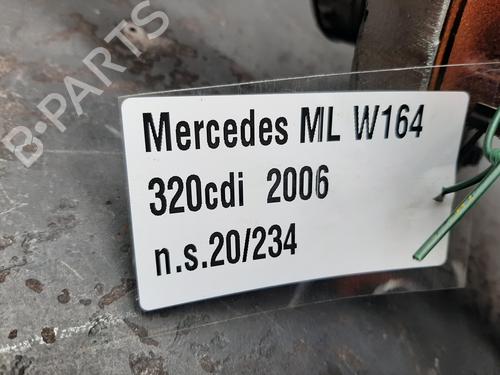 B-PARTS
Mercedes ML W164
320cdi 2006
n.s.20/234